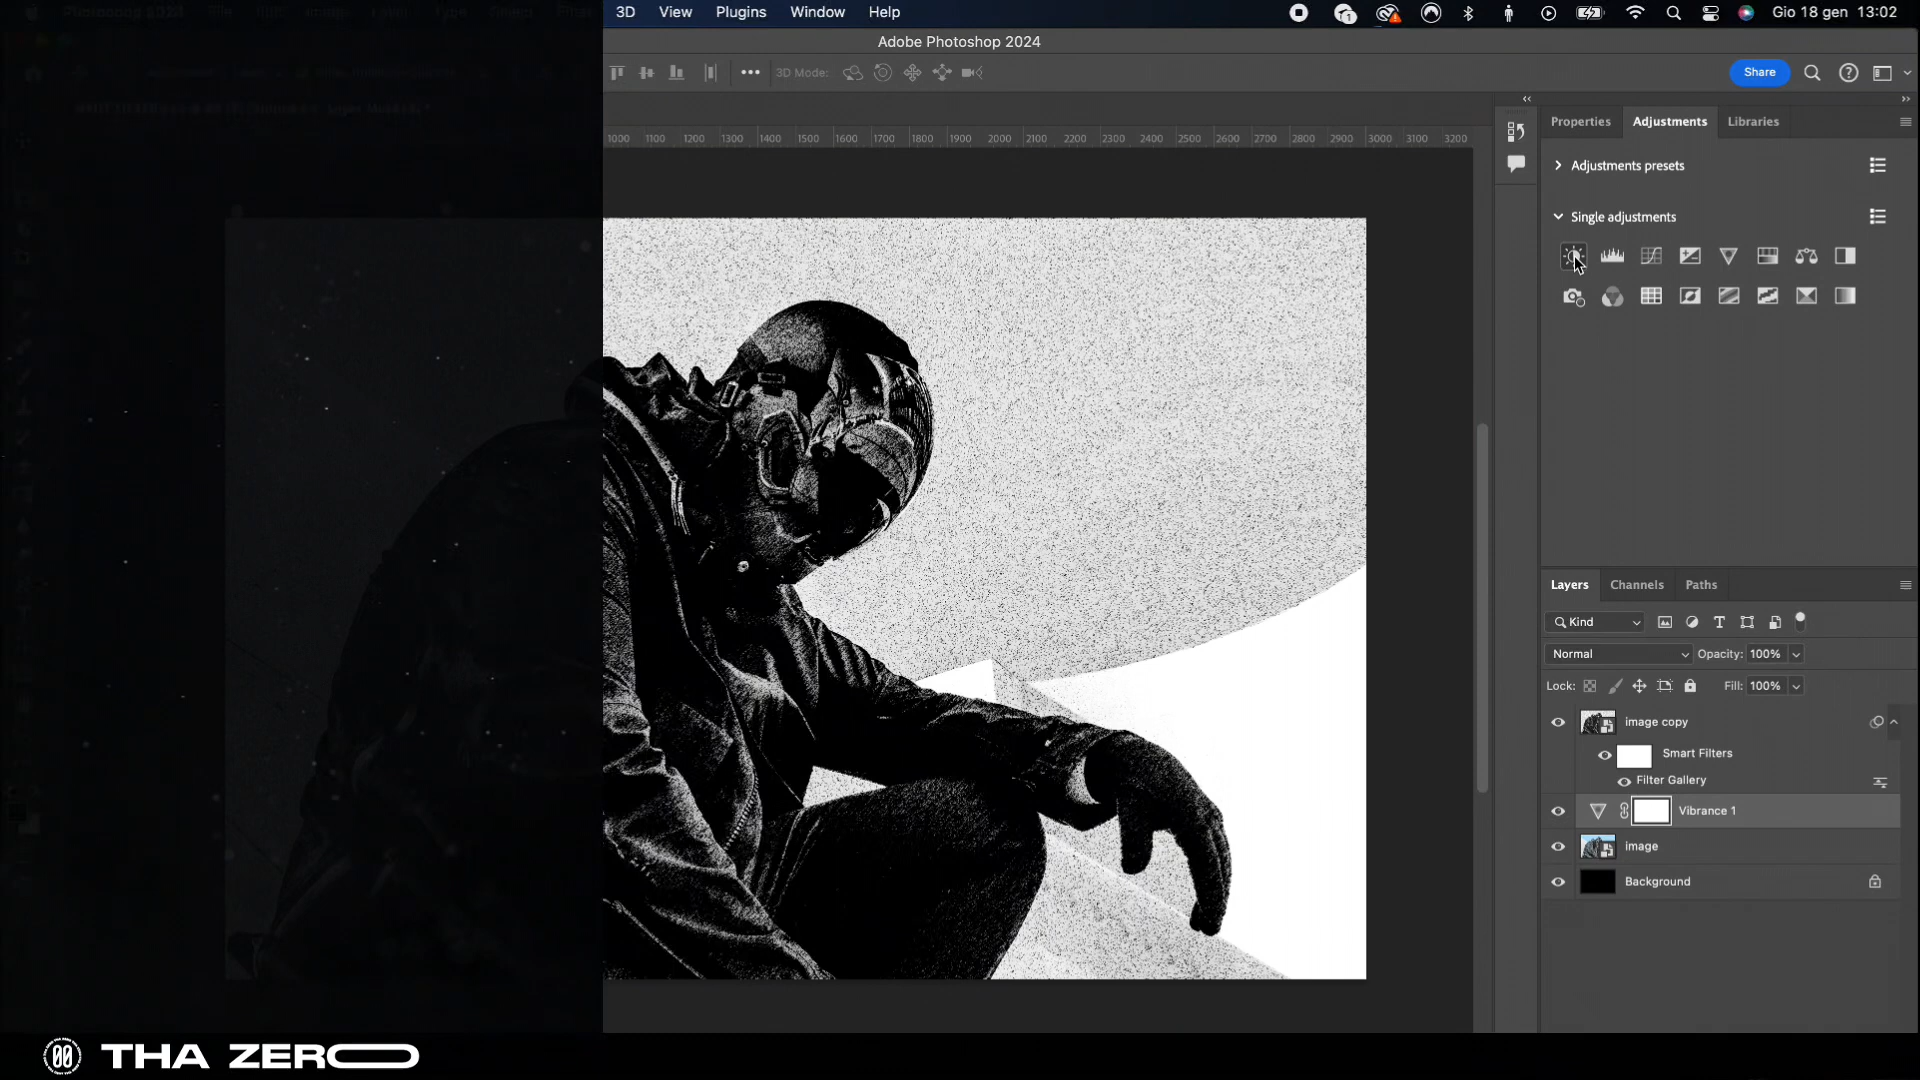 3D View Plugins Window Help
Gio 18 gen 13:02
Adobe Photoshop 2024
3D Mode:
Share
1000 1100 1200 1300 1400 1500 1600 1700 1800 1900 2000 2100 2200 2300 2400 2500 2600 2700 2800 2900 3000 3100 3200
Properties Adjustments Libraries
Adjustments presets
Single adjustments
Layers Channels Paths
Kind
Normal Opacity: 100%
Lock: Fill: 100%
image copy
Smart Filters
Filter Gallery
Vibrance 1
image
Background
THA ZERO